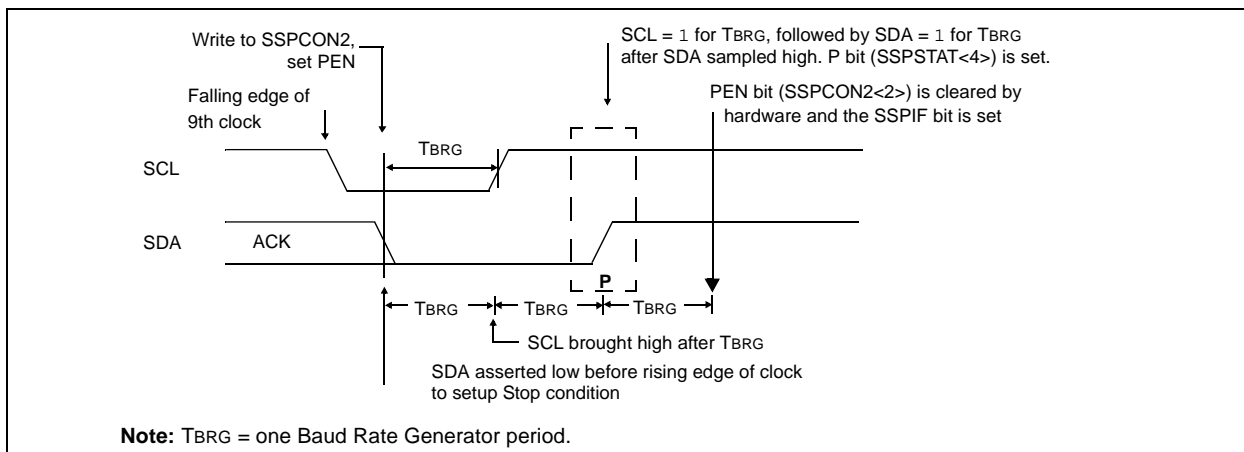 Write to SSPCON2,
set PEN
SCL = 1 for TBRG, followed by SDA = 1 for TBRG
after SDA sampled high. P bit (SSPSTAT<4>) is set.
Falling edge of
9th clock
PEN bit (SSPCON2<2>) is cleared by
hardware and the SSPIF bit is set
TBRG
SCL
SDA
ACK
P
TBRG
TBRG
TBRG
SCL brought high after TBRG
SDA asserted low before rising edge of clock
to setup Stop condition
Note: TBRG = one Baud Rate Generator period.